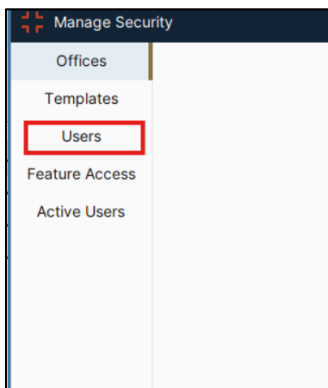 Manage Security
Offices
Templates
Users
Feature Access
Active Users